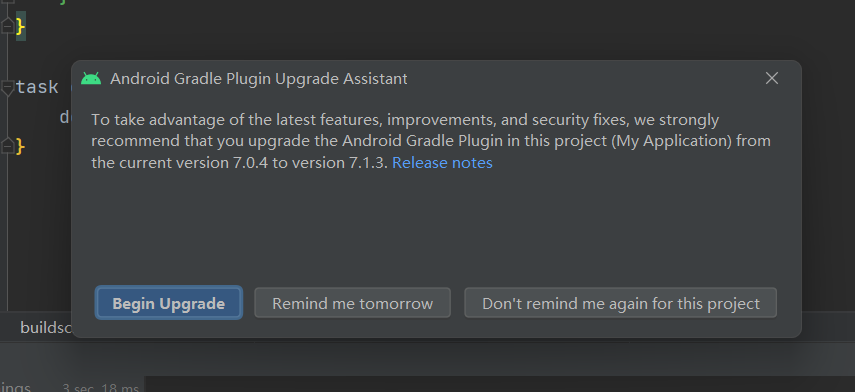 }
task
}
Android Gradle Plugin Upgrade Assistant
To take advantage of the latest features, improvements, and security fixes, we strongly
recommend that you upgrade the Android Gradle Plugin in this project (My Application) from
the current version 7.0.4 to version 7.1.3. Release notes
Begin Upgrade Remind me tomorrow Don't remind me again for this project
3 sec, 18 ms